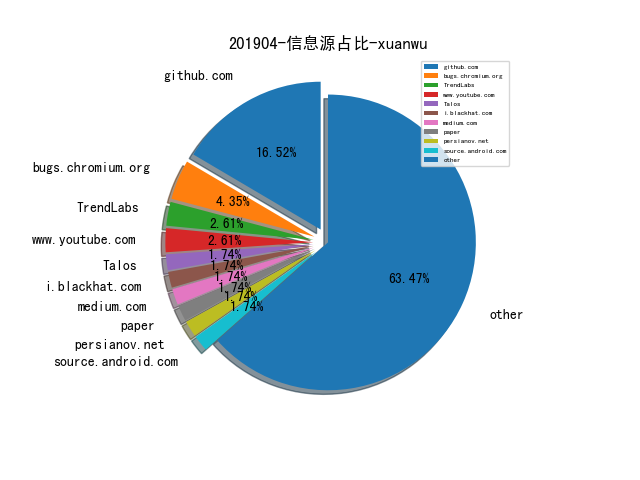 201904-信息源占比-xuanwu
github.com
bugs.chromium.org
TrendLabs
www.youtube.com
Talos
i.blackhat.com
medium.com
paper
persianov.net
source.android.com
other
16.52%
4.35%
2.61%
2.61%
1.74%
1.74%
1.74%
1.74%
1.74%
1.74%
63.47%
github.com
bugs.chromium.org
TrendLabs
www.youtube.com
Talos
i.blackhat.com
medium.com
paper
persianov.net
source.android.com
other